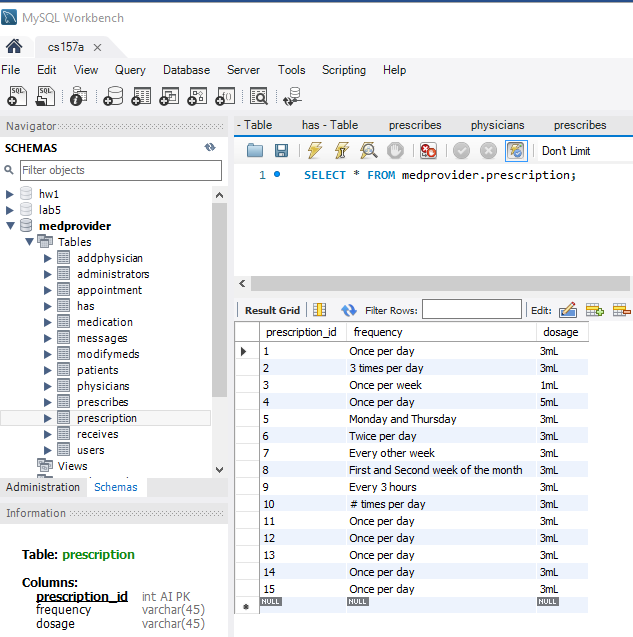 MySQL Workbench
cs157a ×
File Edit View Query Database Server Tools Scripting Help
Navigator
SCHEMAS
Filter objects
hw1
lab5
medprovider
Tables
addphysician
administrators
appointment
has
medication
messages
modifymeds
patients
physicians
prescribes
prescription
receives
users
Views
Administration Schemas
Information
Table: prescription
Columns:
prescription_id int AI PK
frequency varchar(45)
dosage varchar(45)
- Table has - Table prescribes physicians prescribes
Don't Limit
1 SELECT * FROM medprovider.prescription;
Result Grid Filter Rows: Edit:
prescription_id frequency dosage
1 Once per day 3mL
2 3 times per day 3mL
3 Once per week 1mL
4 Once per day 5mL
5 Monday and Thursday 3mL
6 Twice per day 3mL
7 Every other week 3mL
8 First and Second week of the month 3mL
9 Every 3 hours 3mL
10 # times per day 3mL
11 Once per day 3mL
12 Once per day 3mL
13 Once per day 3mL
14 Once per day 3mL
15 Once per day 3mL
NULL NULL NULL